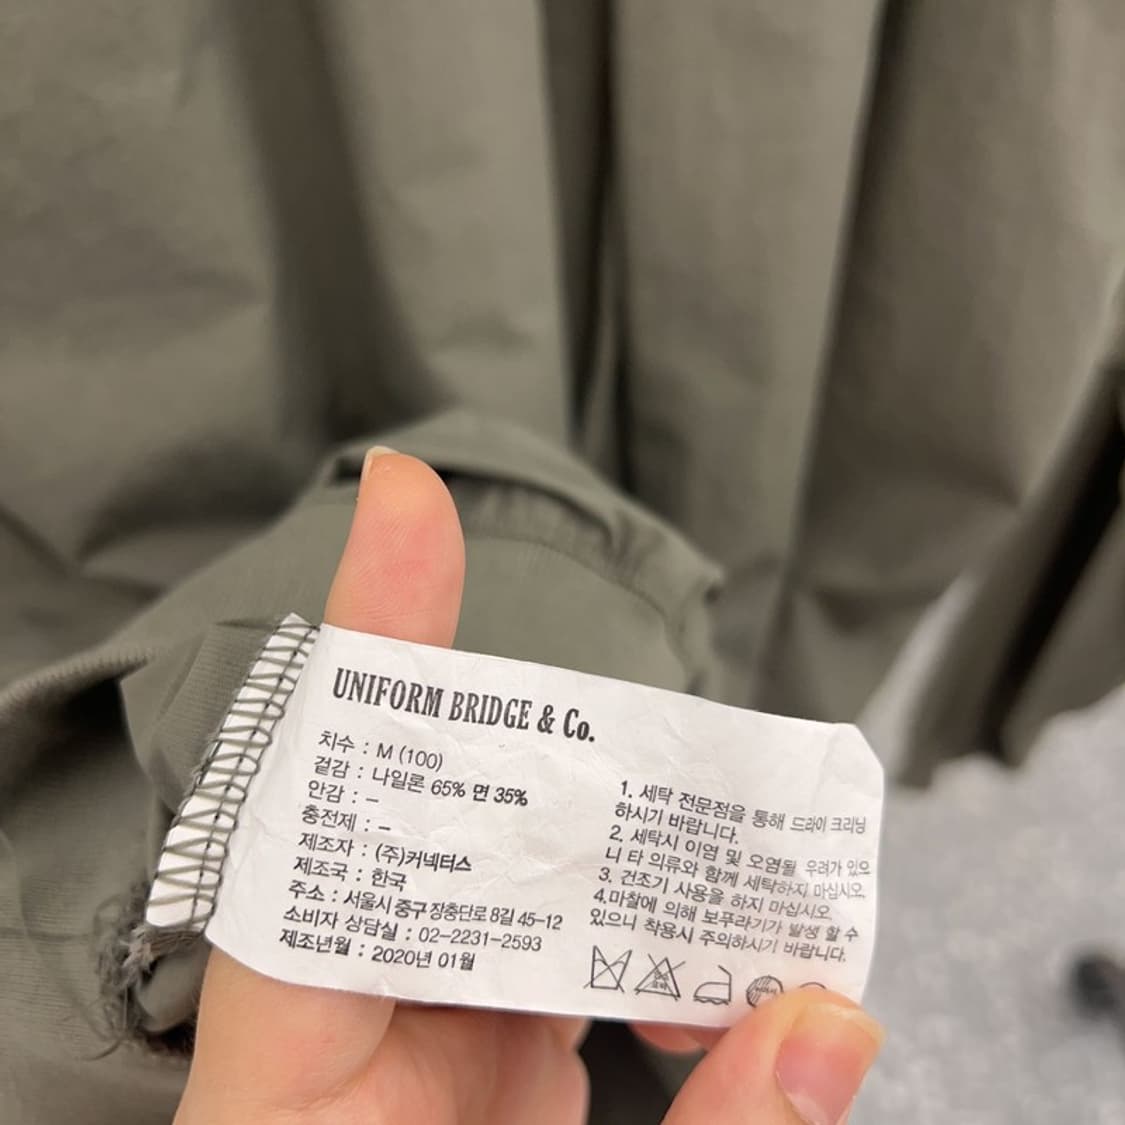 UNIFORM BRIDGE & Co.
치수 : M (100)
겉감 : 나일론 65% 면 35%
안감 : –
충전제 : –
제조자 : (주)커넥터스
제조국 : 한국
주소 : 서울시 중구 장충단로 8길 45-12
소비자 상담실 : 02-2231-2593
제조년월 : 2020년 01월
1. 세탁 전문점을 통해 드라이 크리닝
하시기 바랍니다.
2. 세탁시 이염 및 오염될 우려가 있으
니 타 의류와 함께 세탁하지 마십시오.
3. 건조기 사용을 하지 마십시오.
4.마찰에 의해 보푸라기가 발생 할 수
있으니 착용시 주의하시기 바랍니다.